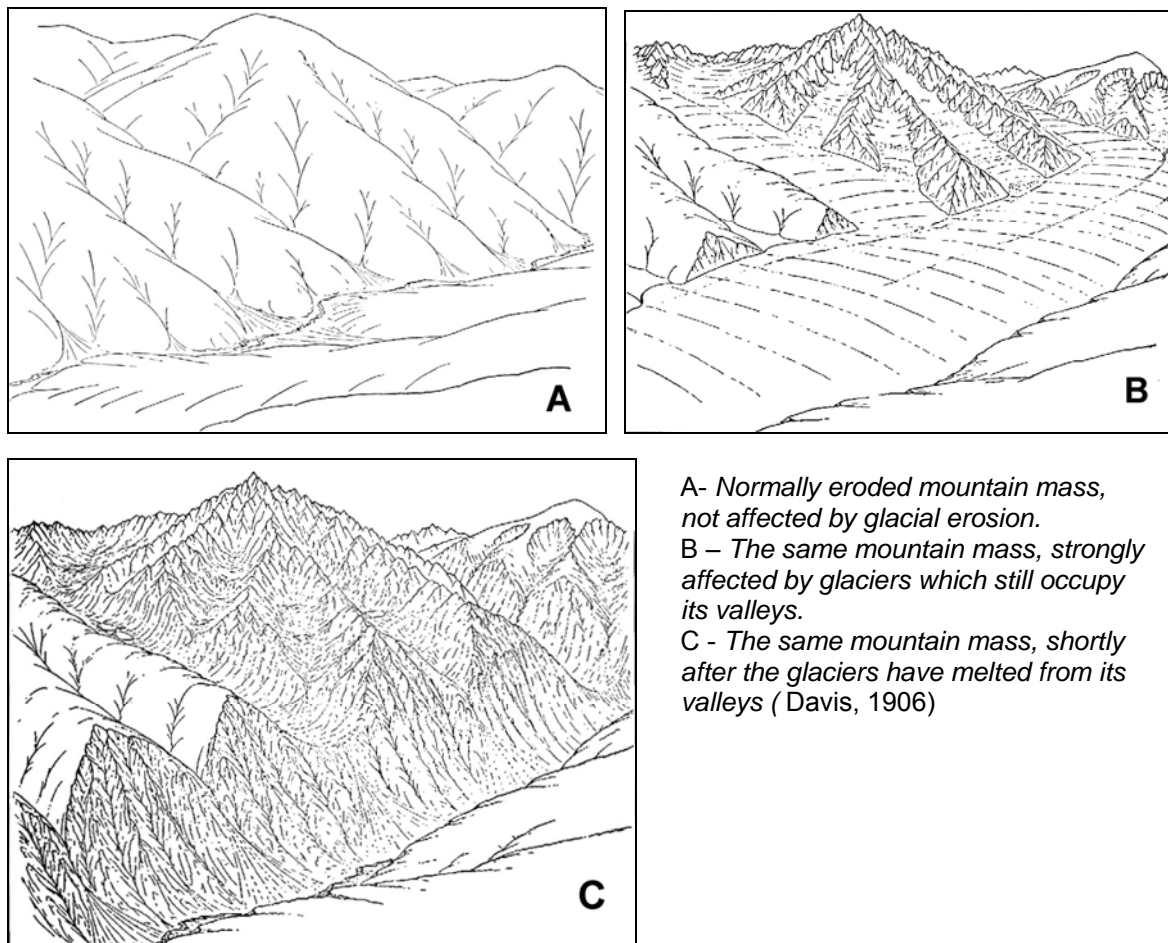 A
B
C
A- Normally eroded mountain mass,
not affected by glacial erosion.
B – The same mountain mass, strongly
affected by glaciers which still occupy
its valleys.
C - The same mountain mass, shortly
after the glaciers have melted from its
valleys ( Davis, 1906)